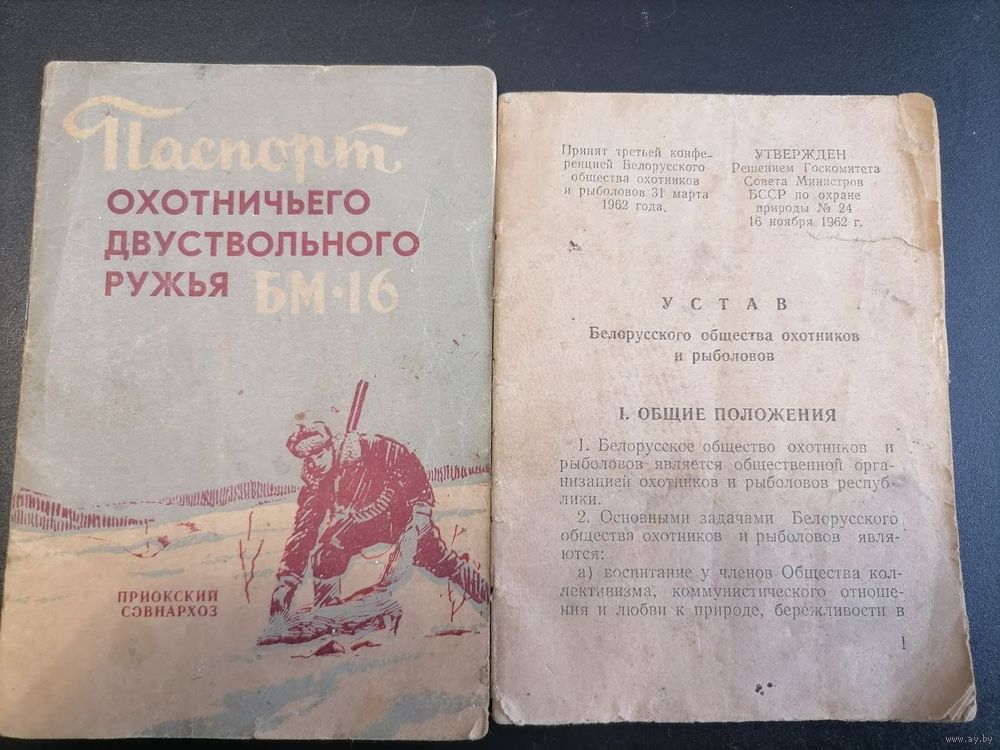 Паспорт
ОХОТНИЧЬЕГО
ДВУСТВОЛЬНОГО
РУЖЬЯ БМ-16
ПРИОКСКИЙ
СОВНАРХОЗ
Принят третьей конфе-
ренцией Белорусского
общества охотников
и рыболовов 31 марта
1962 года.
УТВЕРЖДЕН
Решением Госкомитета
Совета Министров
БССР по охране
природы № 24
16 ноября 1962 г.
УСТАВ
Белорусского общества охотников
и рыболовов
I. ОБЩИЕ ПОЛОЖЕНИЯ
1. Белорусское общество охотников и
рыболовов является общественной орга-
низацией охотников и рыболовов респуб-
лики.
2. Основными задачами Белорусского
общества охотников и рыболовов явля-
ются:
а) воспитание у членов Общества кол-
лективизма, коммунистического отноше-
ния и любви к природе, бережливости в
1
www.ay.by